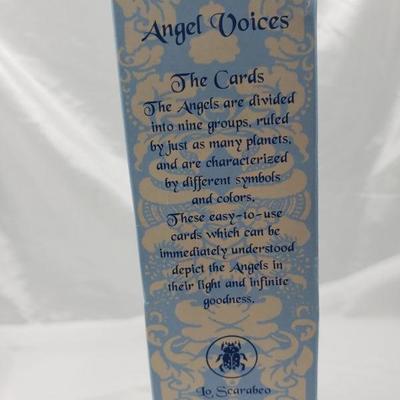 Angel Voices
The Cards
The Angels are divided
into nine groups, ruled
by just as many planets,
and are characterized
by different symbols
and colors.
These easy-to-use
cards which can be
immediately understood
depict the Angels in
their light and infinite
goodness.
Lo Scarabeo